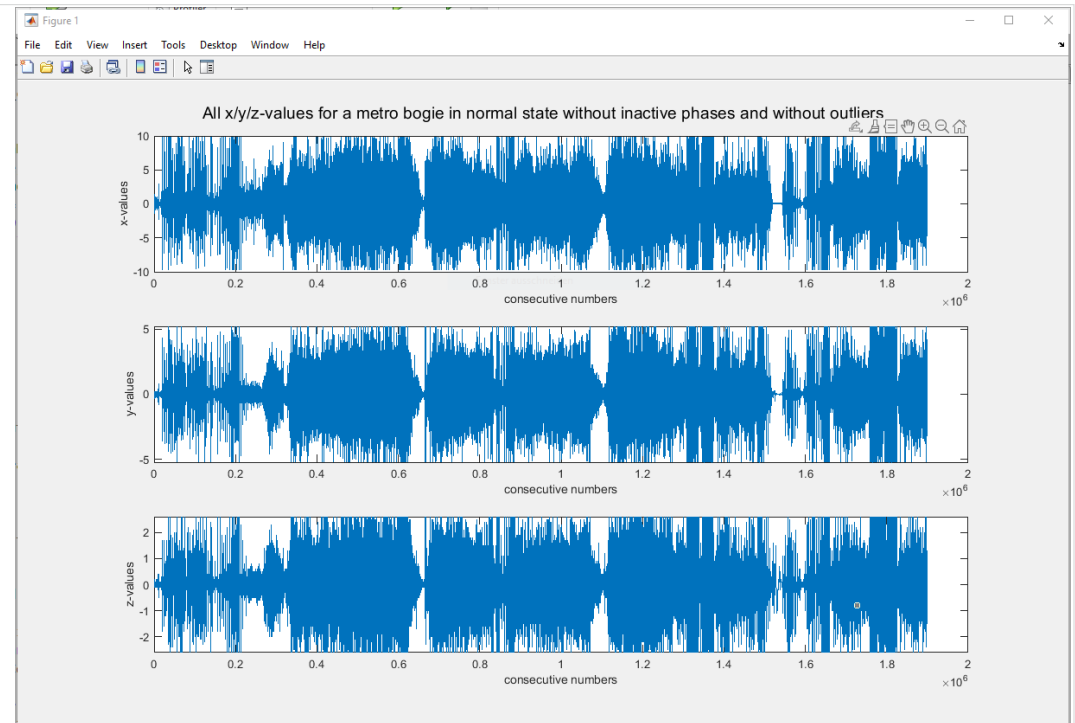 Figure 1
File Edit View Insert Tools Desktop Window Help
All x/y/z-values for a metro bogie in normal state without inactive phases and without outliers
10
5
0
-5
-10
x-values
0 0.2 0.4 0.6 0.8 1 1.2 1.4 1.6 1.8 2
consecutive numbers
×10^6
5
0
-5
y-values
0 0.2 0.4 0.6 0.8 1 1.2 1.4 1.6 1.8 2
consecutive numbers
×10^6
2
1
0
-1
-2
z-values
0 0.2 0.4 0.6 0.8 1 1.2 1.4 1.6 1.8 2
consecutive numbers
×10^6